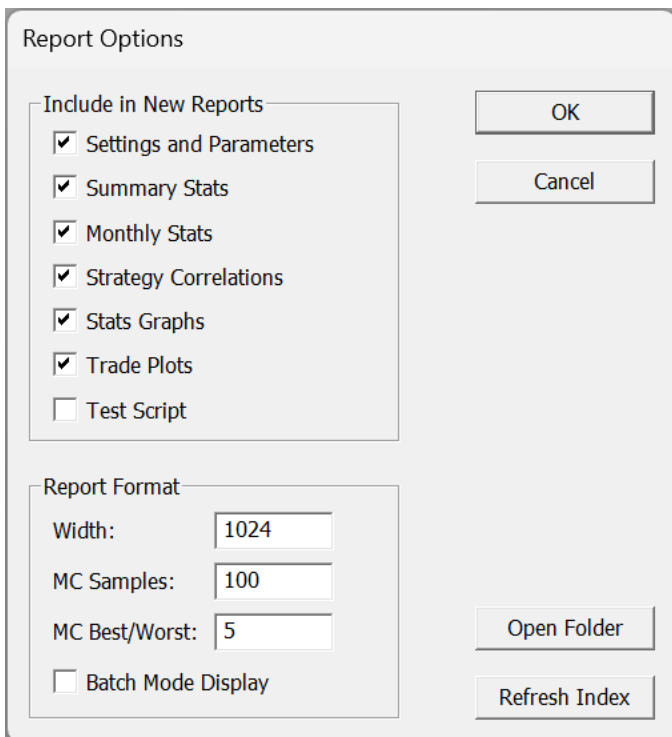 Report Options
Include in New Reports
Settings and Parameters
Summary Stats
Monthly Stats
Strategy Correlations
Stats Graphs
Trade Plots
Test Script
OK
Cancel
Report Format
Width: 1024
MC Samples: 100
MC Best/Worst: 5
Batch Mode Display
Open Folder
Refresh Index